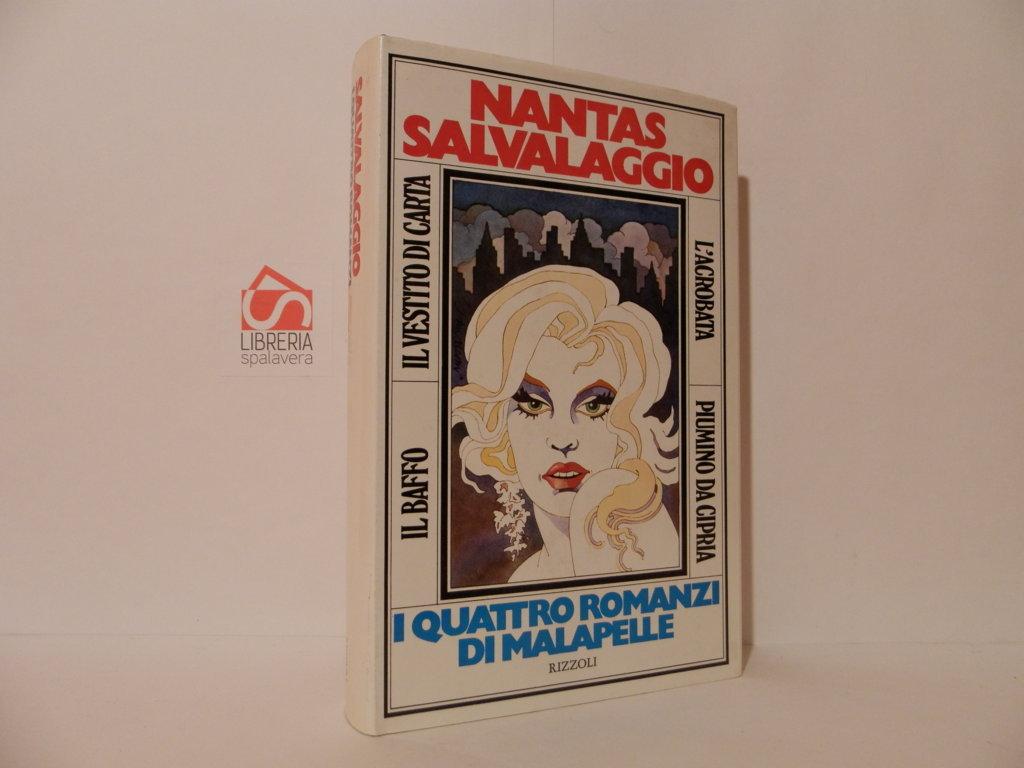 NANTAS
SALVALAGGIO
IL VESTITO DI CARTA
L'ACROBATA
IL BAFFO
PIUMINO DA CIPRIA
I QUATTRO ROMANZI
DI MALAPELLE
RIZZOLI
SALVALAGGIO
LIBRERIA
spalavera